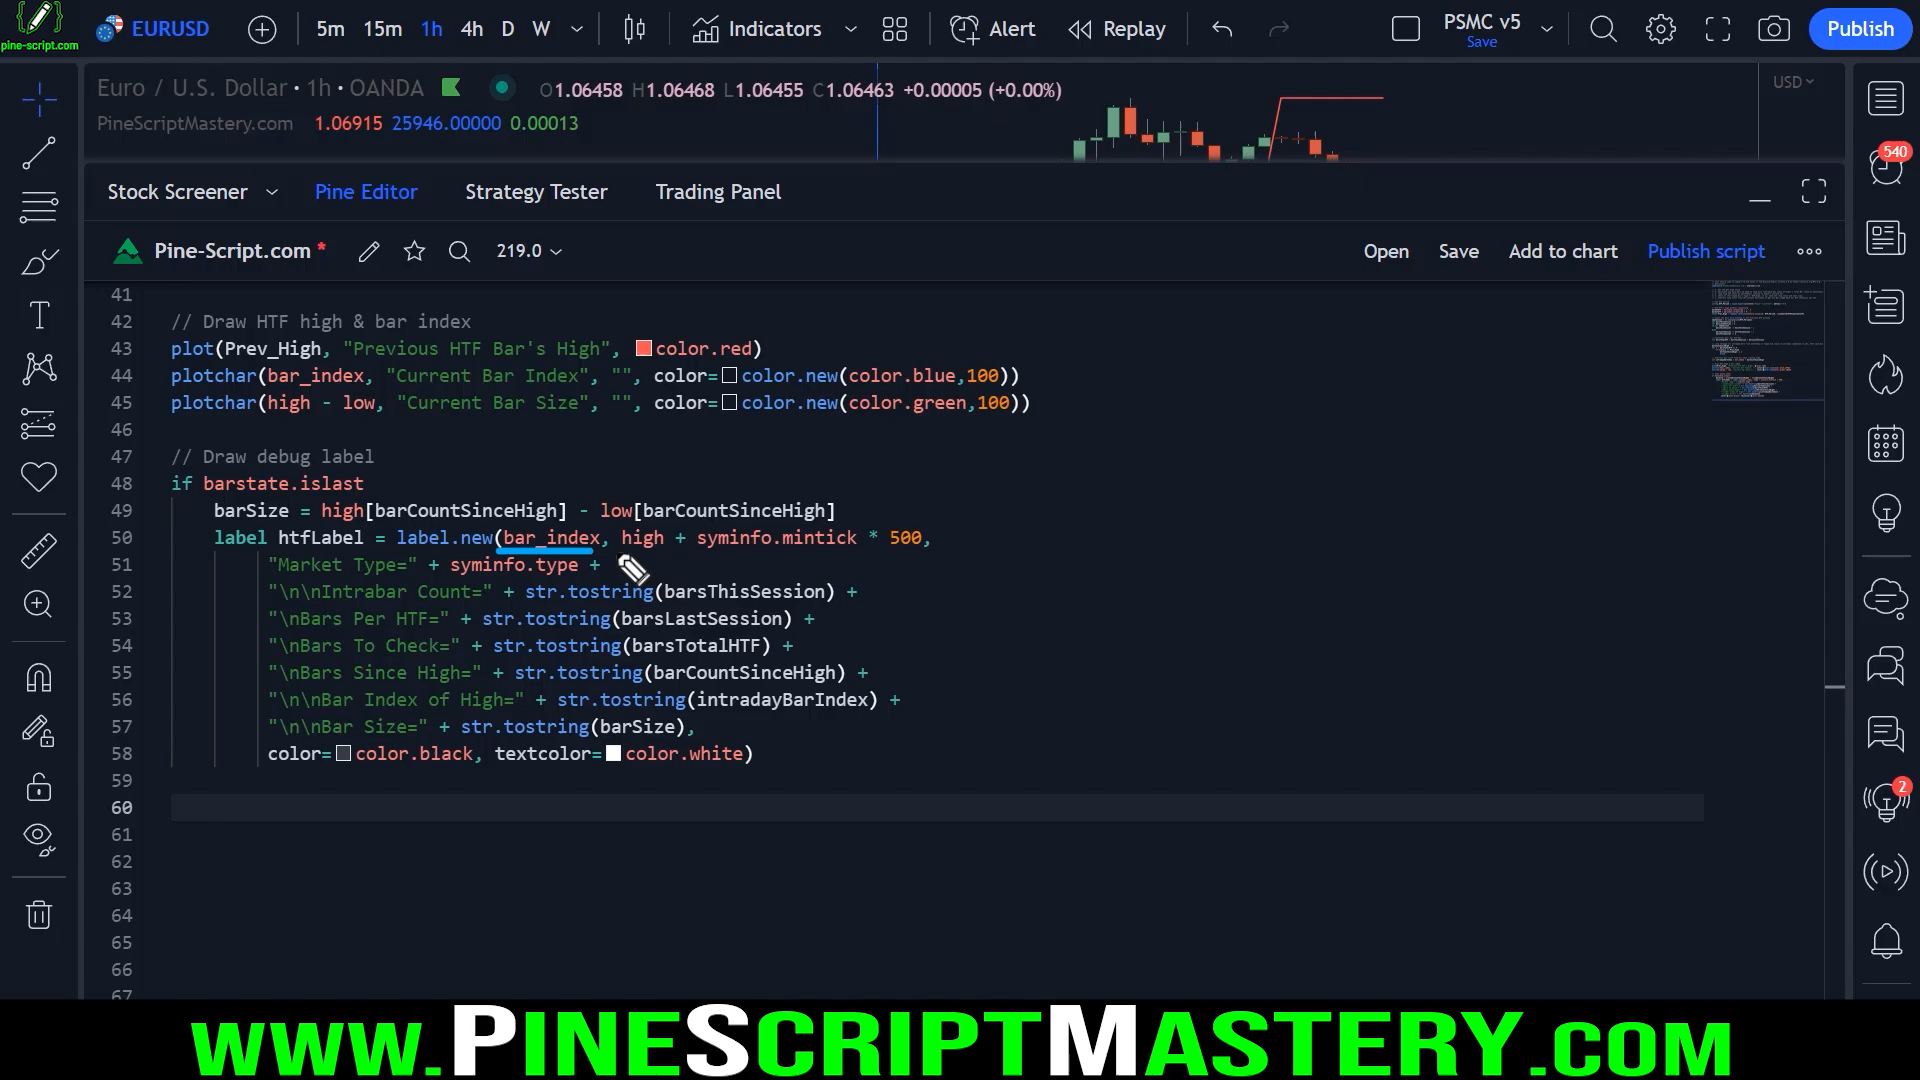 pine-script.com
EURUSD 5m 15m 1h 4h D W Indicators Alert Replay PSMC v5 Save Publish
Euro / U.S. Dollar · 1h · OANDA O1.06458 H1.06468 L1.06455 C1.06463 +0.00005 (+0.00%) USD
PineScriptMastery.com 1.06915 25946.00000 0.00013
540
Stock Screener Pine Editor Strategy Tester Trading Panel
Pine-Script.com * 219.0 Open Save Add to chart Publish script
41
42 // Draw HTF high & bar index
43 plot(Prev_High, "Previous HTF Bar's High", color.red)
44 plotchar(bar_index, "Current Bar Index", "", color=color.new(color.blue,100))
45 plotchar(high - low, "Current Bar Size", "", color=color.new(color.green,100))
46
47 // Draw debug label
48 if barstate.islast
49 barSize = high[barCountSinceHigh] - low[barCountSinceHigh]
50 label htfLabel = label.new(bar_index, high + syminfo.mintick * 500,
51 "Market Type=" + syminfo.type +
52 "\n\nIntrabar Count=" + str.tostring(barsThisSession) +
53 "\nBars Per HTF=" + str.tostring(barsLastSession) +
54 "\nBars To Check=" + str.tostring(barsTotalHTF) +
55 "\nBars Since High=" + str.tostring(barCountSinceHigh) +
56 "\n\nBar Index of High=" + str.tostring(intradayBarIndex) +
57 "\n\nBar Size=" + str.tostring(barSize),
58 color=color.black, textcolor=color.white)
59
2
60
61
62
63
64
65
66
67
www.PineScriptMastery.com